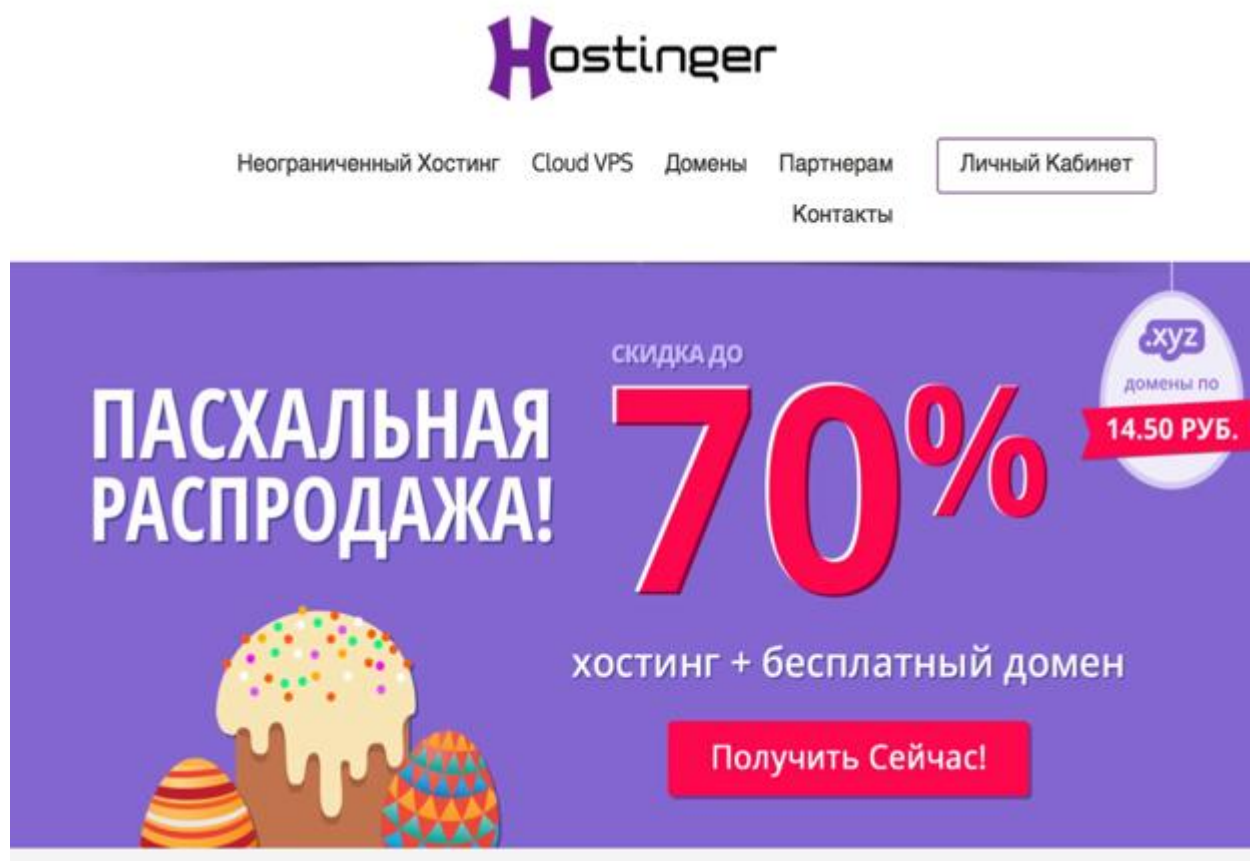 Hostinger
Неограниченный Хостинг Cloud VPS Домены Партнерам Личный Кабинет
Контакты
ПАСХАЛЬНАЯ
РАСПРОДАЖА!
СКИДКА ДО
70%
хостинг + бесплатный домен
Получить Сейчас!
.xyz
домены по
14.50 РУБ.